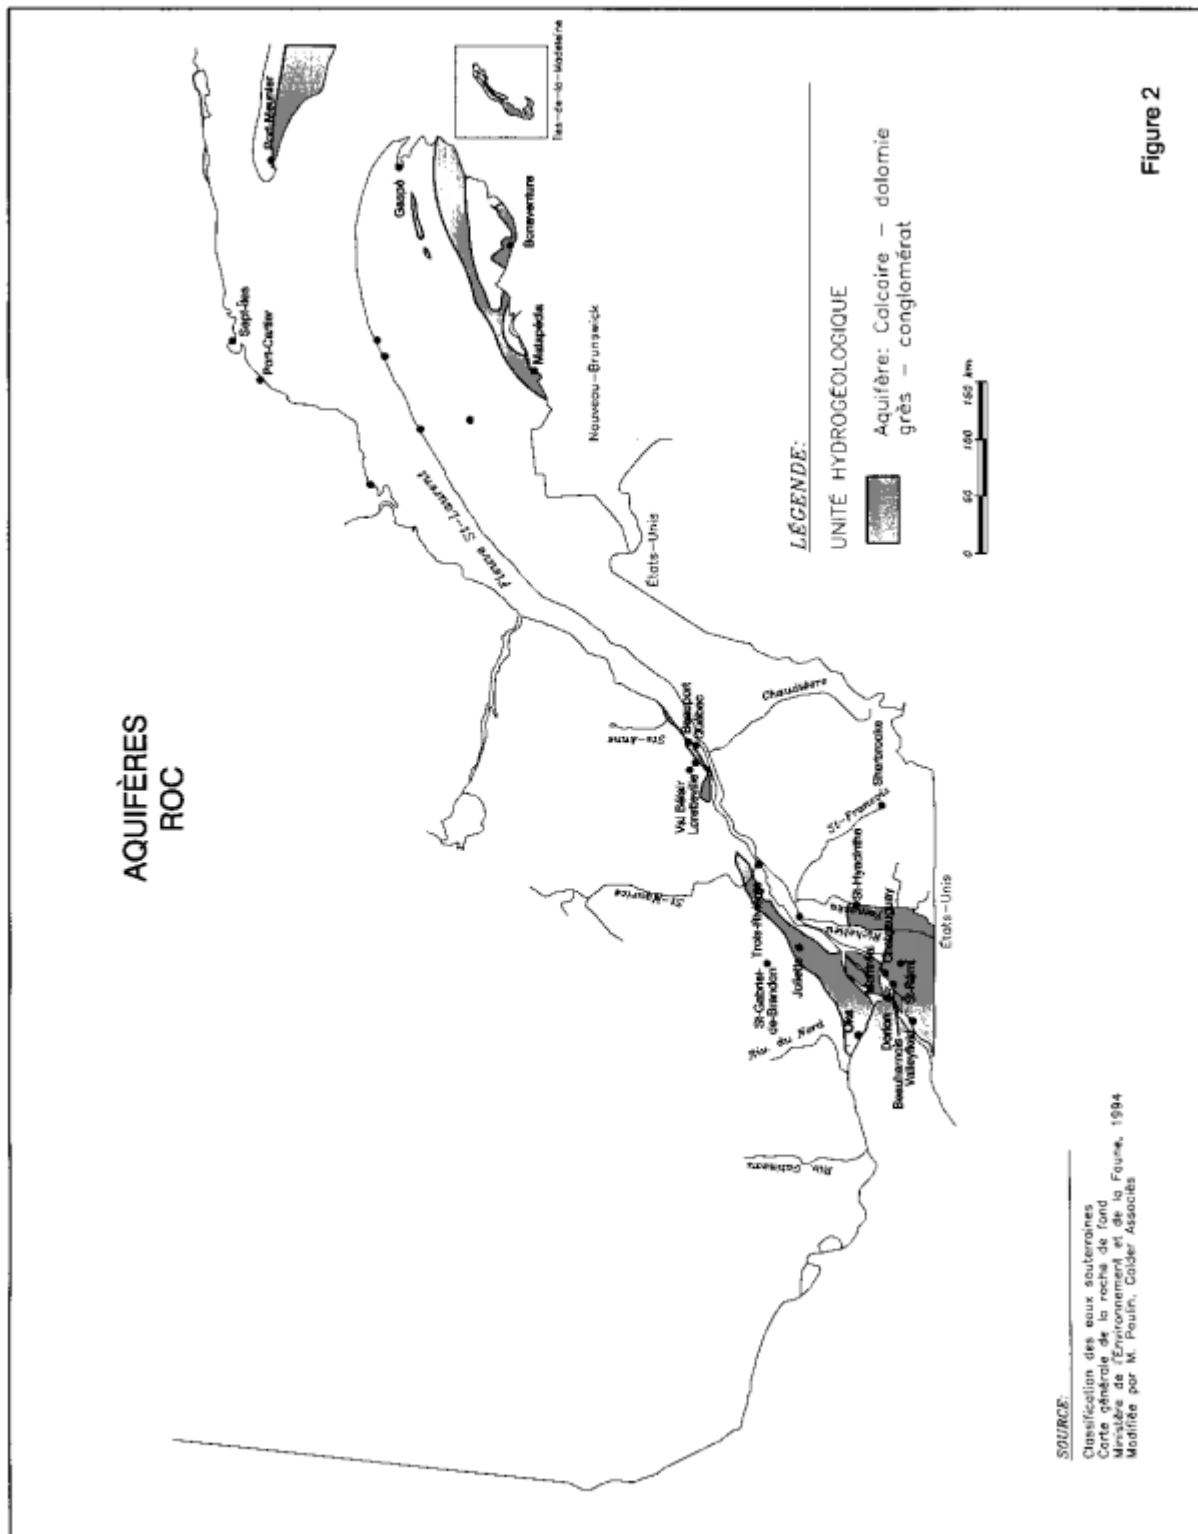 AQUIFÈRES
ROC
Port-Meunier
Îles-de-la-Madeleine
Sept-Îles
Port-Cartier
Gaspé
Bonaventure
Matapédia
Nouveau-Brunswick
Fleuve St-Laurent
États-Unis
Ste-Anne
Beauport
Québec
Val Bélair
Loretteville
Chaudière
Sherbrooke
St-François
St-Maurice
Trois-Rivières
St-Hyacinthe
Yamaska
Richelieu
Châteauguay
Montréal
Joliette
St-Gabriel-
de-Brandon
Riv. du Nord
Oka
Dorion
Beauharnois
Valleyfield
St-Rémi
États-Unis
Riv. Gatineau
LÉGENDE:
UNITÉ HYDROGÉOLOGIQUE
Aquifère: Calcaire – dolomie
grès – conglomérat
0 50 100 150 km
SOURCE:
Classification des eaux souterraines
Carte générale de la roche de fond
Ministère de l'Environnement et de la Faune, 1994
Modifiée par M. Poulin, Golder Associés
Figure 2